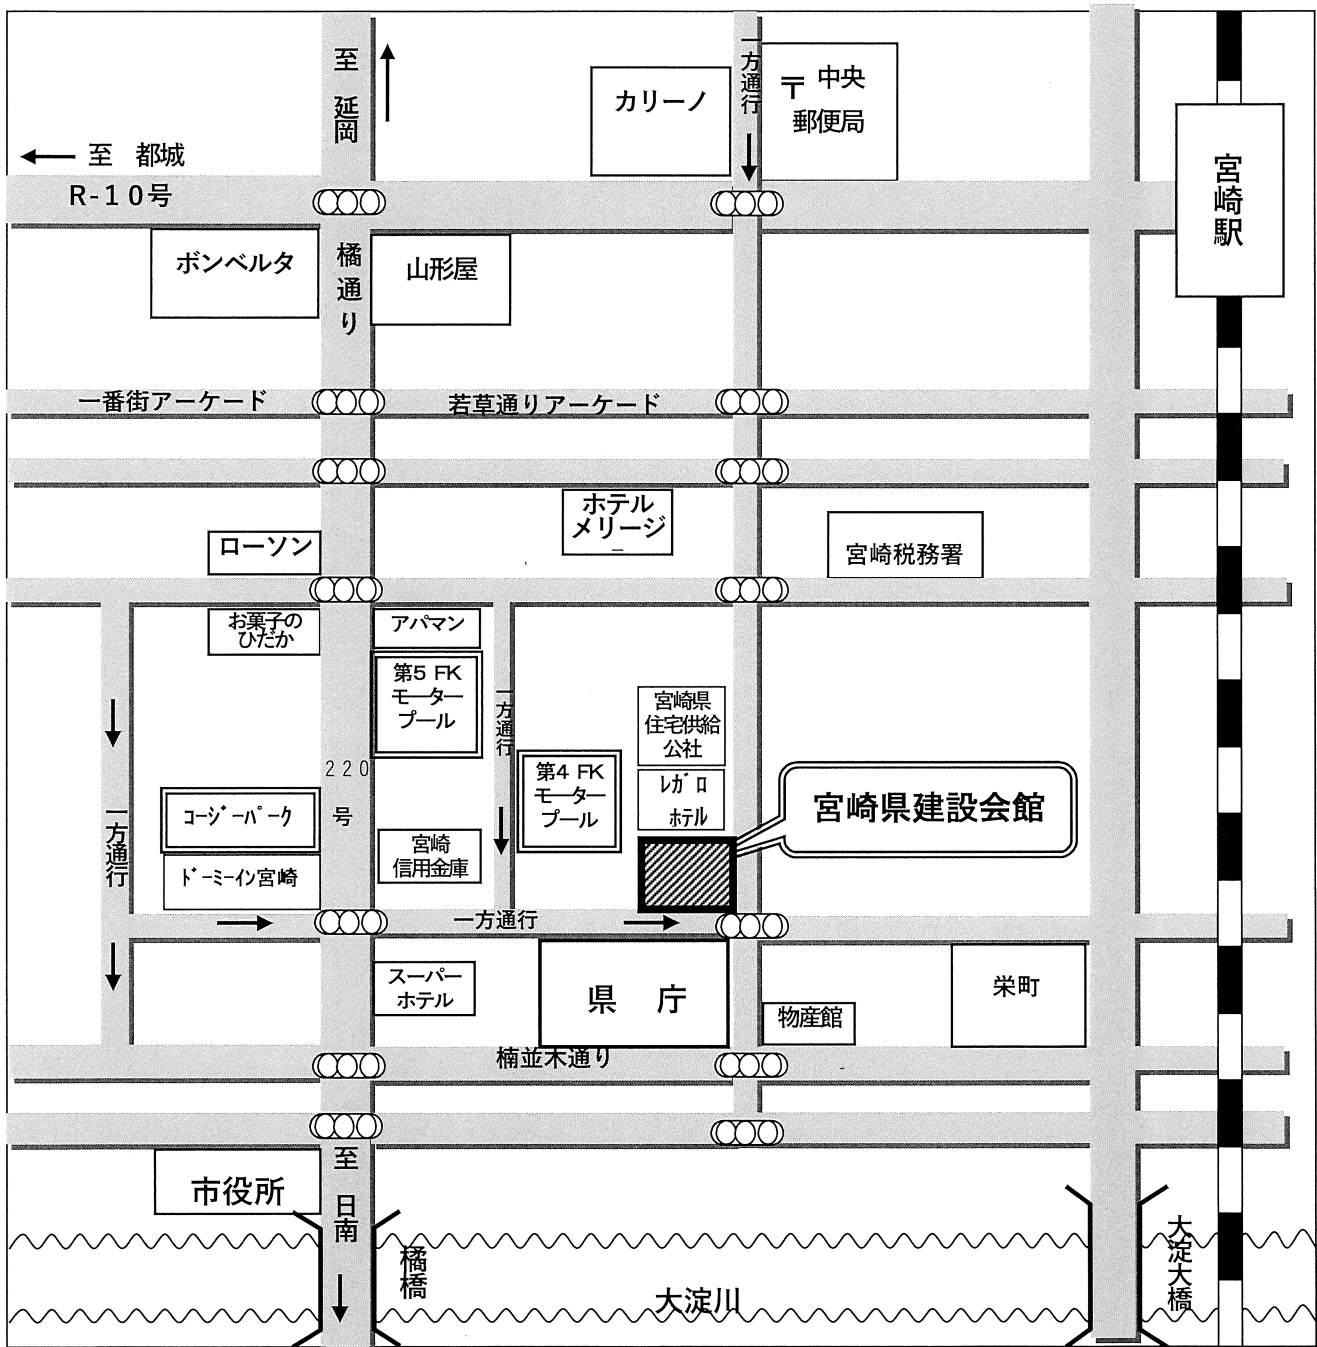 至 延岡
一方通行
カリーノ
〒 中央
郵便局
至 都城
R-10号
宮崎駅
ボンベルタ
橘通り
山形屋
一番街アーケード
若草通りアーケード
ホテル
メリージ
ローソン
宮崎税務署
お菓子の
ひだか
アパマン
第5 FK
モーター
プール
一方通行
宮崎県
住宅供給
公社
220
号
第4 FK
モーター
プール
レガロ
ホテル
宮崎県建設会館
コージーパーク
一方通行
宮崎
信用金庫
ドーミーイン宮崎
一方通行
スーパー
ホテル
県 庁
物産館
栄町
楠並木通り
市役所
至 日南
橘橋
大淀川
大淀大橋